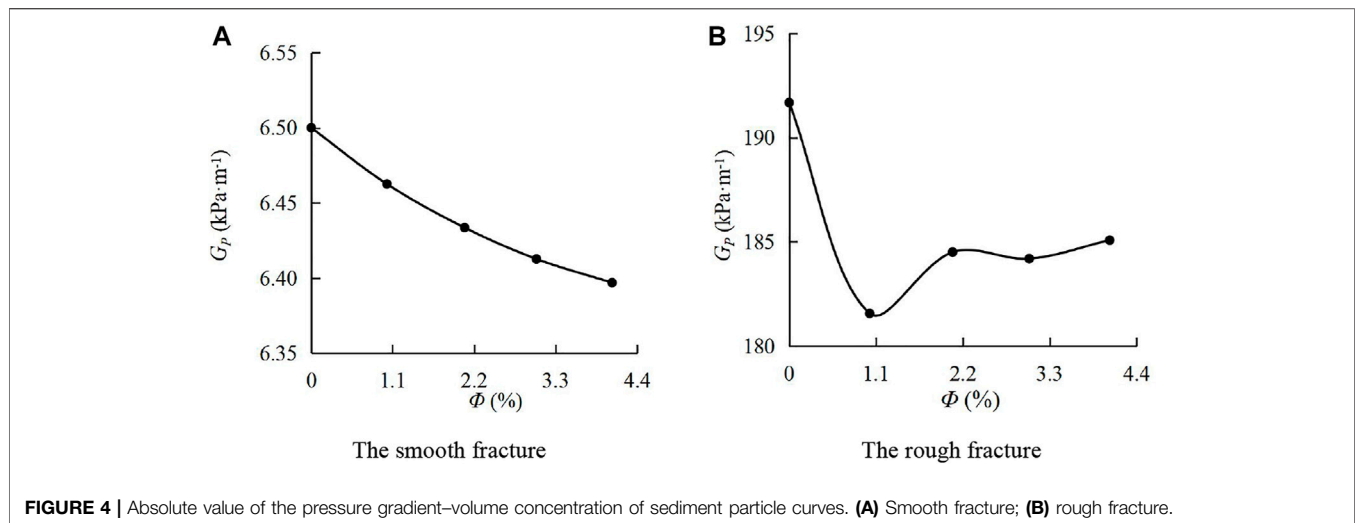 A
6.55
6.50
6.45
6.40
6.35
G_P (kPa·m⁻¹)
0 1.1 2.2 3.3 4.4
Φ (%)
The smooth fracture
B
195
190
185
180
G_P (kPa·m⁻¹)
0 1.1 2.2 3.3 4.4
Φ (%)
The rough fracture
FIGURE 4 | Absolute value of the pressure gradient–volume concentration of sediment particle curves. (A) Smooth fracture; (B) rough fracture.